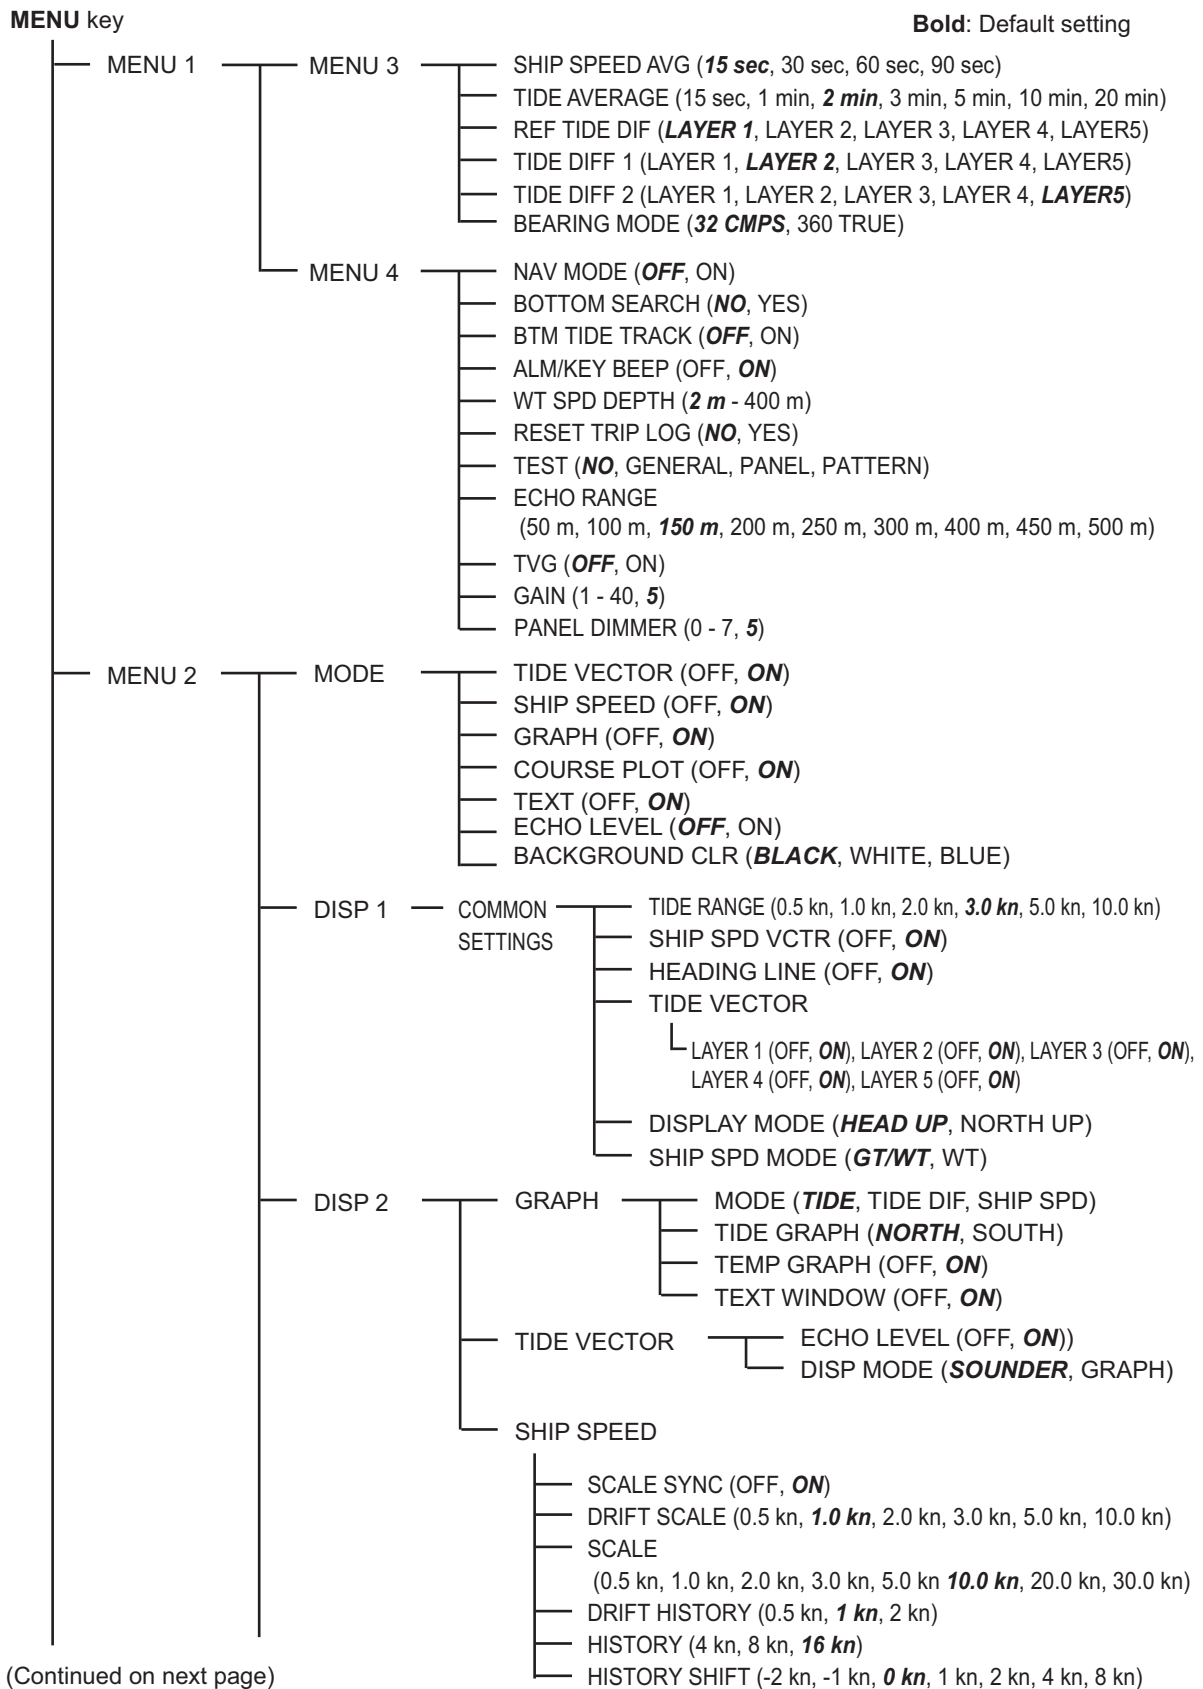 MENU key
Bold: Default setting
MENU 1
MENU 3
SHIP SPEED AVG (15 sec, 30 sec, 60 sec, 90 sec)
TIDE AVERAGE (15 sec, 1 min, 2 min, 3 min, 5 min, 10 min, 20 min)
REF TIDE DIF (LAYER 1, LAYER 2, LAYER 3, LAYER 4, LAYER5)
TIDE DIFF 1 (LAYER 1, LAYER 2, LAYER 3, LAYER 4, LAYER5)
TIDE DIFF 2 (LAYER 1, LAYER 2, LAYER 3, LAYER 4, LAYER5)
BEARING MODE (32 CMPS, 360 TRUE)
MENU 4
NAV MODE (OFF, ON)
BOTTOM SEARCH (NO, YES)
BTM TIDE TRACK (OFF, ON)
ALM/KEY BEEP (OFF, ON)
WT SPD DEPTH (2 m - 400 m)
RESET TRIP LOG (NO, YES)
TEST (NO, GENERAL, PANEL, PATTERN)
ECHO RANGE
(50 m, 100 m, 150 m, 200 m, 250 m, 300 m, 400 m, 450 m, 500 m)
TVG (OFF, ON)
GAIN (1 - 40, 5)
PANEL DIMMER (0 - 7, 5)
MENU 2
MODE
TIDE VECTOR (OFF, ON)
SHIP SPEED (OFF, ON)
GRAPH (OFF, ON)
COURSE PLOT (OFF, ON)
TEXT (OFF, ON)
ECHO LEVEL (OFF, ON)
BACKGROUND CLR (BLACK, WHITE, BLUE)
DISP 1
COMMON
SETTINGS
TIDE RANGE (0.5 kn, 1.0 kn, 2.0 kn, 3.0 kn, 5.0 kn, 10.0 kn)
SHIP SPD VCTR (OFF, ON)
HEADING LINE (OFF, ON)
TIDE VECTOR
LAYER 1 (OFF, ON), LAYER 2 (OFF, ON), LAYER 3 (OFF, ON),
LAYER 4 (OFF, ON), LAYER 5 (OFF, ON)
DISPLAY MODE (HEAD UP, NORTH UP)
SHIP SPD MODE (GT/WT, WT)
DISP 2
GRAPH
MODE (TIDE, TIDE DIF, SHIP SPD)
TIDE GRAPH (NORTH, SOUTH)
TEMP GRAPH (OFF, ON)
TEXT WINDOW (OFF, ON)
TIDE VECTOR
ECHO LEVEL (OFF, ON))
DISP MODE (SOUNDER, GRAPH)
SHIP SPEED
SCALE SYNC (OFF, ON)
DRIFT SCALE (0.5 kn, 1.0 kn, 2.0 kn, 3.0 kn, 5.0 kn, 10.0 kn)
SCALE
(0.5 kn, 1.0 kn, 2.0 kn, 3.0 kn, 5.0 kn 10.0 kn, 20.0 kn, 30.0 kn)
DRIFT HISTORY (0.5 kn, 1 kn, 2 kn)
HISTORY (4 kn, 8 kn, 16 kn)
HISTORY SHIFT (-2 kn, -1 kn, 0 kn, 1 kn, 2 kn, 4 kn, 8 kn)
(Continued on next page)